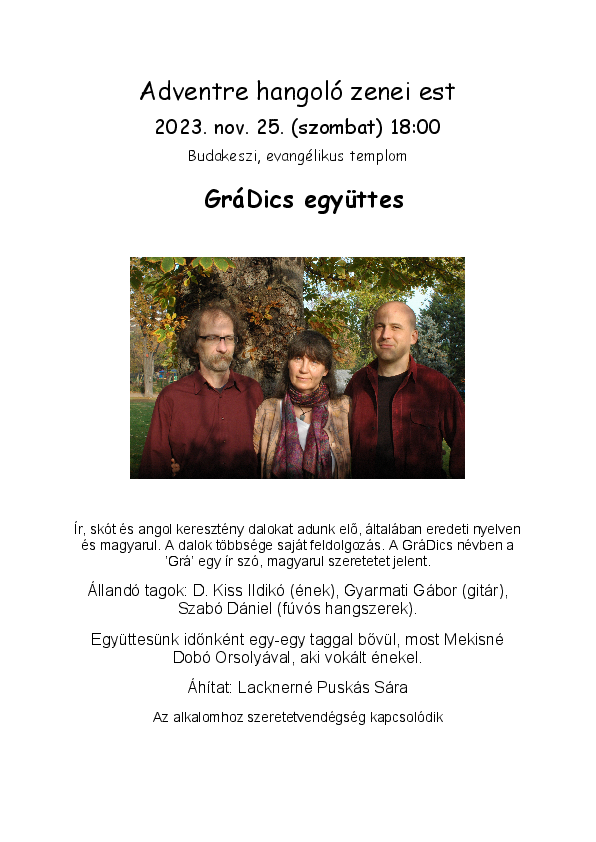 Adventre hangoló zenei est
2023. nov. 25. (szombat) 18:00
Budakeszi, evangélikus templom
GráDics együttes
Ír, skót és angol keresztény dalokat adunk elő, általában eredeti nyelven
és magyarul. A dalok többsége saját feldolgozás. A GráDics névben a
'Grá' egy ír szó, magyarul szeretetet jelent.
Állandó tagok: D. Kiss Ildikó (ének), Gyarmati Gábor (gitár),
Szabó Dániel (fúvós hangszerek).
Együttesünk időnként egy-egy taggal bővül, most Mekisné
Dobó Orsolyával, aki vokált énekel.
Áhítat: Lacknerné Puskás Sára
Az alkalomhoz szeretetvendégség kapcsolódik